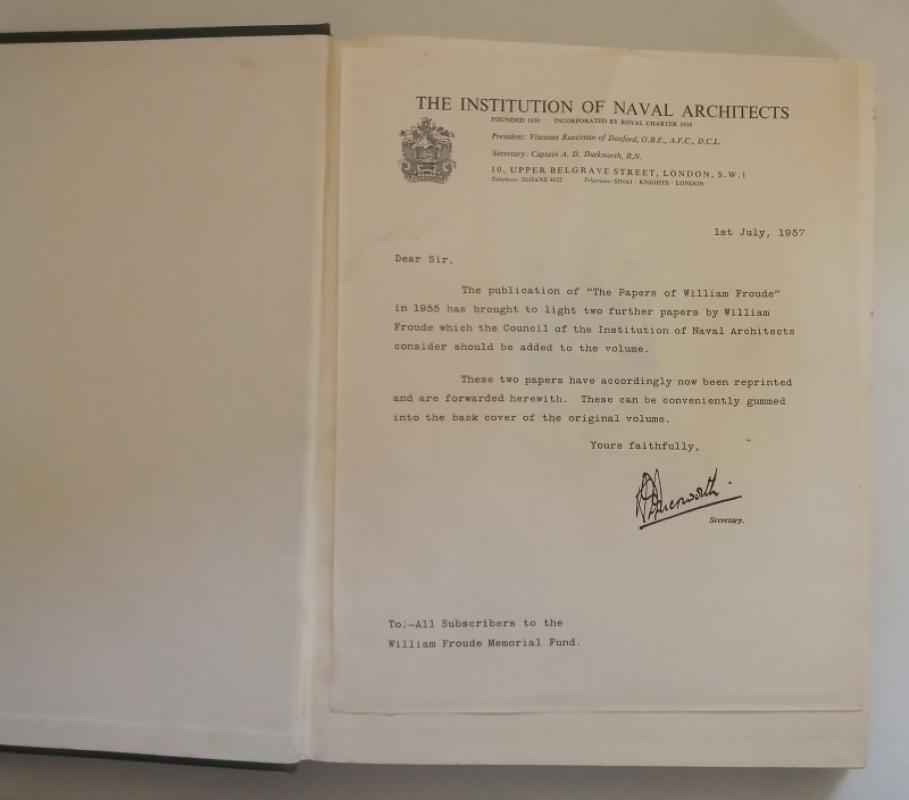 THE INSTITUTION OF NAVAL ARCHITECTS
FOUNDED 1860 INCORPORATED BY ROYAL CHARTER 1910
President: Viscount Runciman of Doxford, O.B.E., A.F.C., D.C.L.
Secretary: Captain A. D. Duckworth, R.N.
10, UPPER BELGRAVE STREET, LONDON, S.W.1
Telephone: SLOANE 4622 Telegrams: SINAI · KNIGHTS · LONDON
1st July, 1957
Dear Sir,
The publication of "The Papers of William Froude"
in 1955 has brought to light two further papers by William
Froude which the Council of the Institution of Naval Architects
consider should be added to the volume.
These two papers have accordingly now been reprinted
and are forwarded herewith. These can be conveniently gummed
into the back cover of the original volume.
Yours faithfully,
ADDuckworth.
Secretary.
To:—All Subscribers to the
William Froude Memorial Fund.